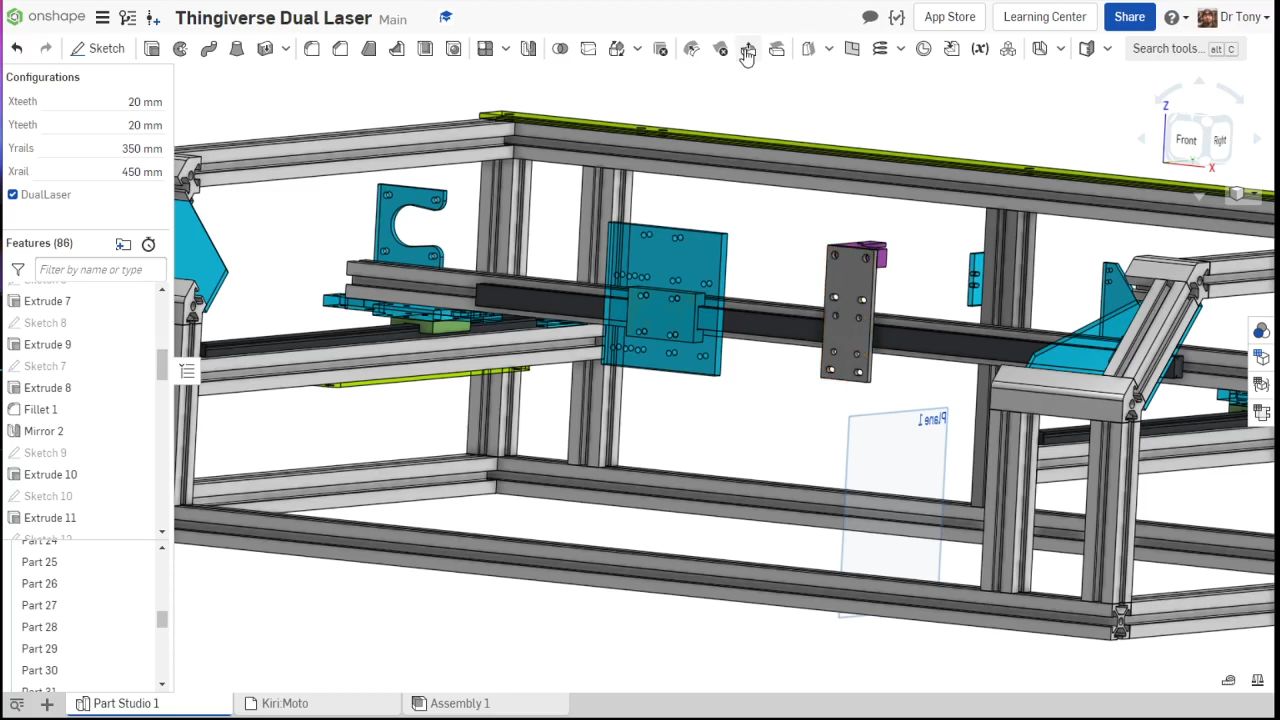 onshape
Thingiverse Dual Laser Main
App Store
Learning Center
Share
Dr Tony
Sketch
Search tools... alt C
Configurations
Xteeth 20 mm
Yteeth 20 mm
Yrails 350 mm
Xrail 450 mm
DualLaser
Features (86)
Filter by name or type
Extrude 7
Sketch 8
Extrude 9
Sketch 7
Extrude 8
Fillet 1
Mirror 2
Sketch 9
Extrude 10
Sketch 10
Extrude 11
Part 24
Part 25
Part 26
Part 27
Part 28
Part 29
Part 30
Part 31
Z
Front
Right
X
Plane 1
Part Studio 1
Kiri:Moto
Assembly 1